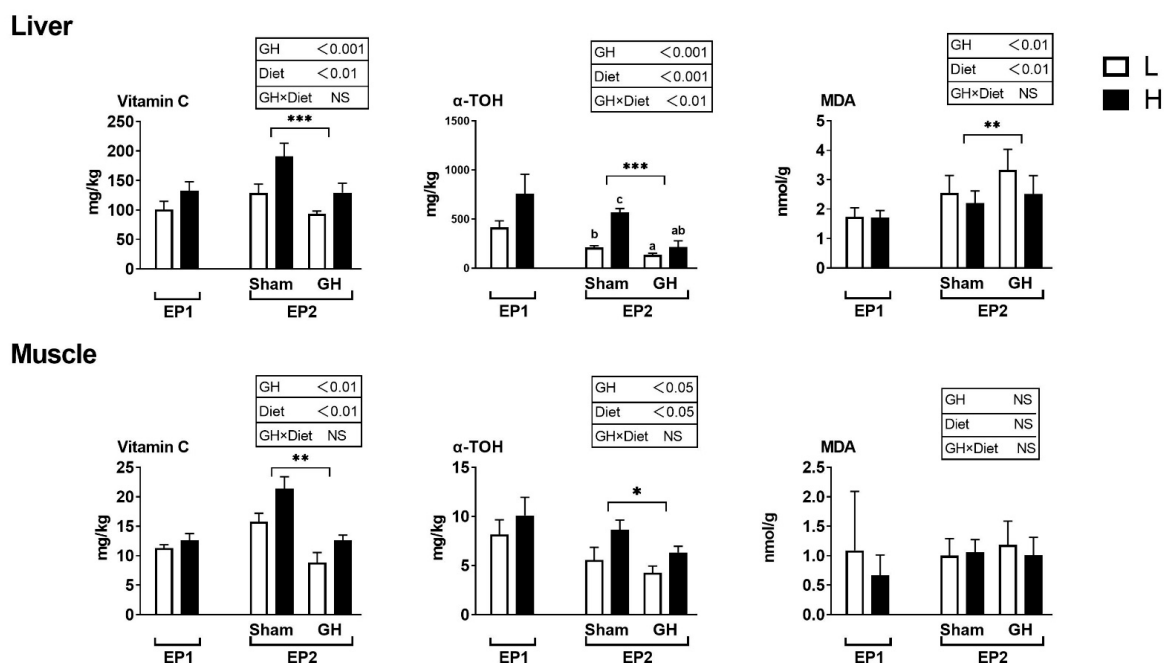 Liver
GH <0.001
Diet <0.01
GH×Diet NS
GH <0.001
Diet <0.001
GH×Diet <0.01
GH <0.01
Diet <0.01
GH×Diet NS
L
H
Vitamin C
250
200
150
100
50
0
mg/kg
***
Sham GH
EP1 EP2
α-TOH
1500
1000
500
0
mg/kg
***
b c a ab
Sham GH
EP1 EP2
MDA
5
4
3
2
1
0
nmol/g
**
Sham GH
EP1 EP2
Muscle
GH <0.01
Diet <0.01
GH×Diet NS
GH <0.05
Diet <0.05
GH×Diet NS
GH NS
Diet NS
GH×Diet NS
Vitamin C
25
20
15
10
5
0
mg/kg
**
Sham GH
EP1 EP2
α-TOH
15
10
5
0
mg/kg
*
Sham GH
EP1 EP2
MDA
2.5
2.0
1.5
1.0
0.5
0.0
nmol/g
Sham GH
EP1 EP2